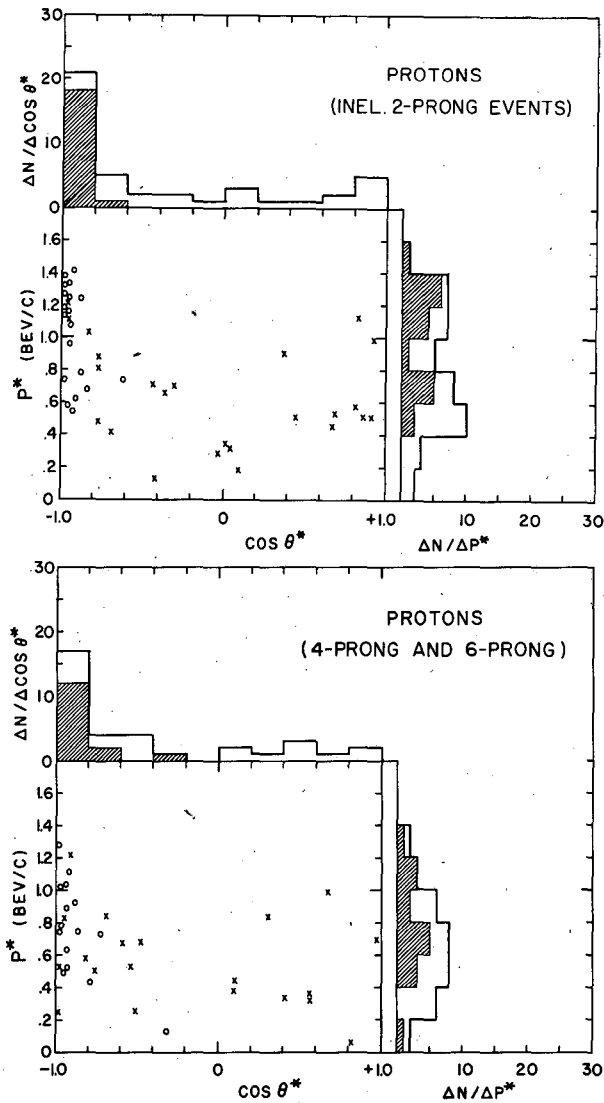 30
20
10
0
ΔN/ΔCOS θ*
PROTONS
(INEL. 2-PRONG EVENTS)
1.6
1.4
1.2
1.0
.8
.6
.4
.2
0
P* (BEV/C)
-1.0 0 +1.0 10 20 30
COS θ* ΔN/ΔP*
30
20
10
0
ΔN/ΔCOS θ*
PROTONS
(4-PRONG AND 6-PRONG)
1.6
1.4
1.2
1.0
.8
.6
.4
.2
0
P* (BEV/C)
-1.0 0 +1.0 10 20 30
COS θ* ΔN/ΔP*